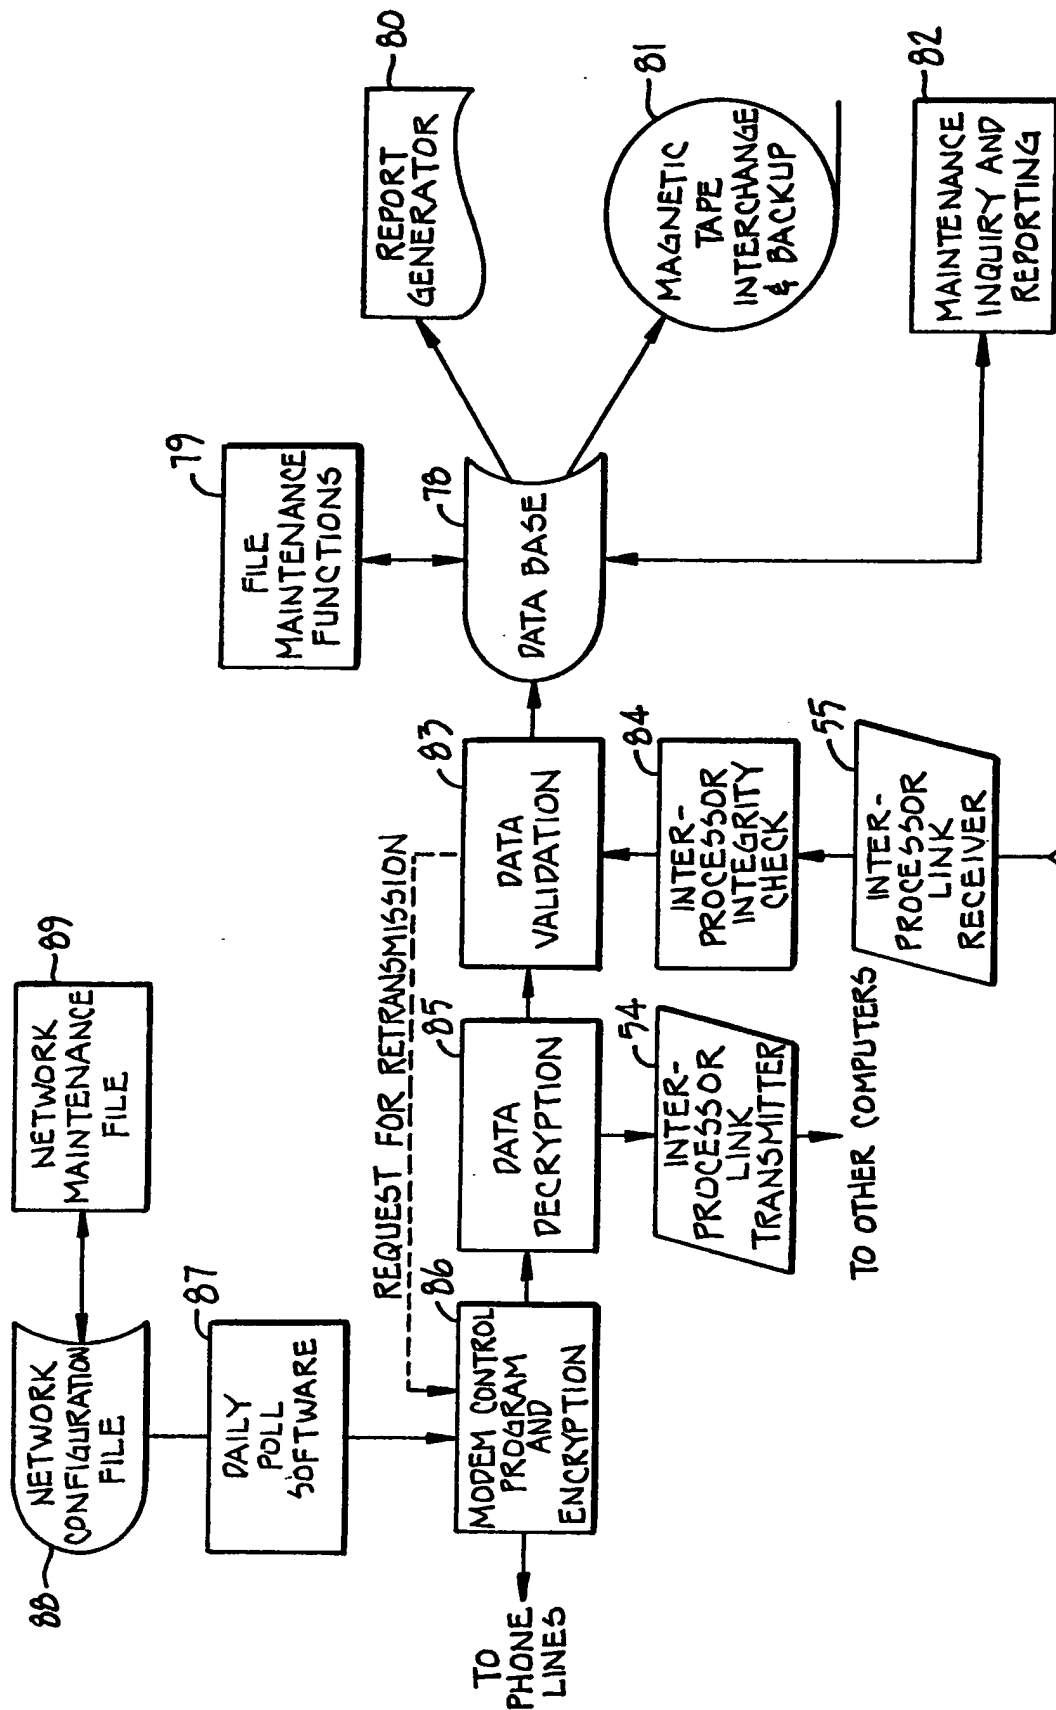 88
NETWORK
CONFIGURATION
FILE
NETWORK
MAINTENANCE
FILE
89
DAILY
POLL
SOFTWARE
87
FILE
MAINTENANCE
FUNCTIONS
79
REPORT
GENERATOR
80
REQUEST FOR RETRANSMISSION
TO
PHONE
LINES
MODEM CONTROL
PROGRAM
AND
ENCRYPTION
86
DATA
DECRYPTION
85
DATA
VALIDATION
83
DATA BASE
78
MAGNETIC
TAPE
INTERCHANGE
& BACKUP
81
INTER-
PROCESSOR
LINK
TRANSMITTER
54
INTER-
PROCESSOR
INTEGRITY
CHECK
84
TO OTHER COMPUTERS
INTER-
PROCESSOR
LINK
RECEIVER
55
MAINTENANCE
INQUIRY AND
REPORTING
82